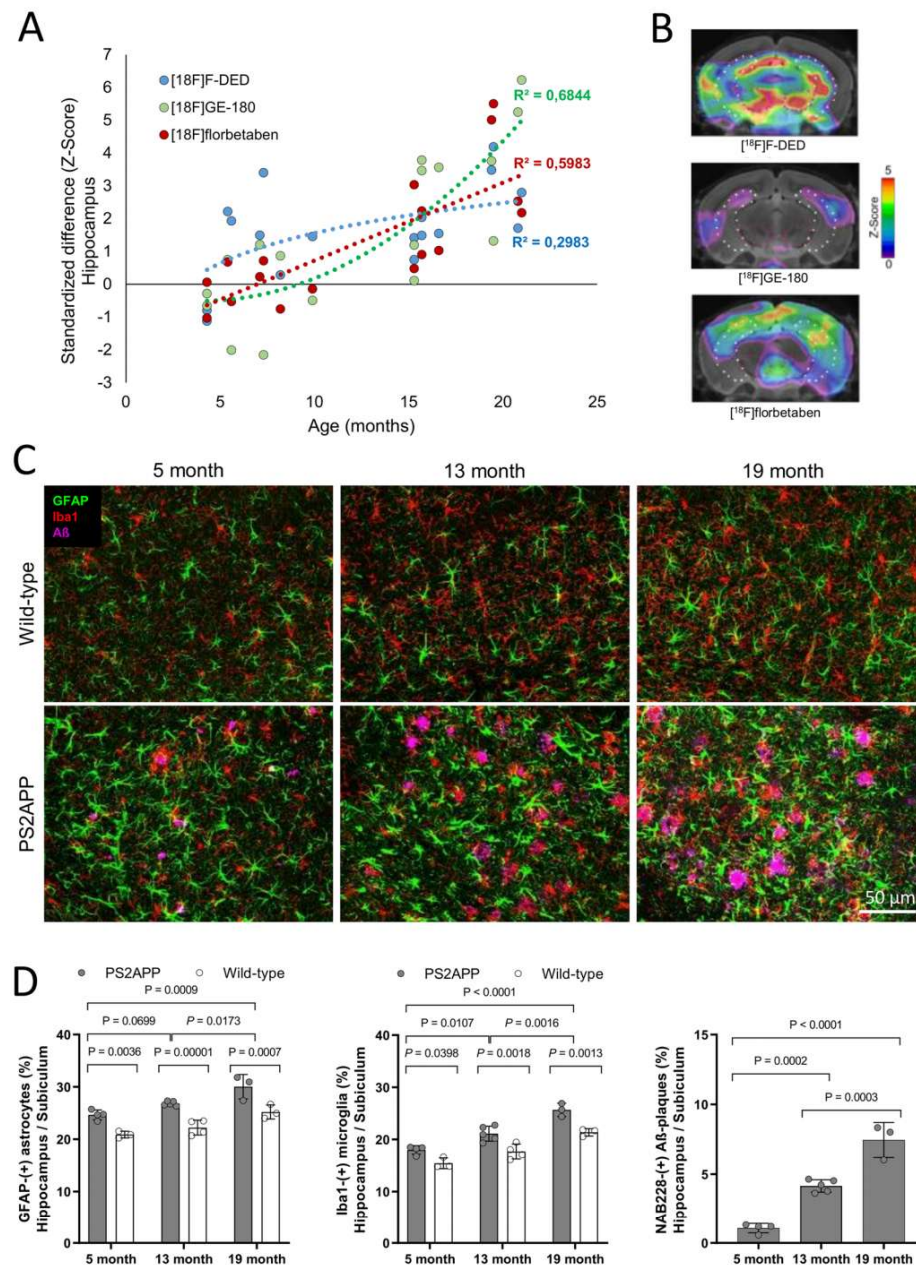 A
B
7
6
5
4
3
2
1
0
-1
-2
-3
Standardized difference (Z-Score)
Hippocampus
[18F]F-DED
[18F]GE-180
[18F]florbetaben
R² = 0,6844
R² = 0,5983
R² = 0,2983
0 5 10 15 20 25
Age (months)
[¹⁸F]F-DED
[¹⁸F]GE-180
[¹⁸F]florbetaben
5
Z-Score
0
C
5 month 13 month 19 month
GFAP
Iba1
Aß
Wild-type
PS2APP
50 µm
D
PS2APP Wild-type
P = 0.0009
P = 0.0699 P = 0.0173
P = 0.0036 P = 0.00001 P = 0.0007
40
30
20
10
0
GFAP-(+) astrocytes (%)
Hippocampus / Subiculum
5 month 13 month 19 month
PS2APP Wild-type
P < 0.0001
P = 0.0107 P = 0.0016
P = 0.0398 P = 0.0018 P = 0.0013
40
30
20
10
0
Iba1-(+) microglia (%)
Hippocampus / Subiculum
5 month 13 month 19 month
P < 0.0001
P = 0.0002
P = 0.0003
15
10
5
0
NAB228-(+) Aß-plaques (%)
Hippocampus / Subiculum
5 month 13 month 19 month